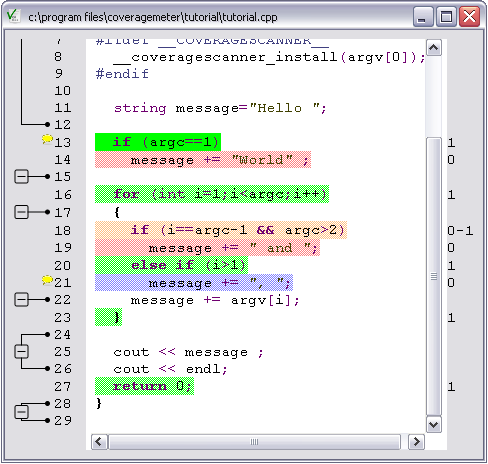 c:\program files\coveragemeter\tutorial\tutorial.cpp
7 #ifdef __COVERAGESCANNER__
8 __coveragescanner_install(argv[0]);
9 #endif
10
11 string message="Hello ";
12
13 if (argc==1) 1
14 message += "World" ; 0
15
16 for (int i=1;i<argc;i++) 1
17 {
18 if (i==argc-1 && argc>2) 0-1
19 message += " and "; 0
20 else if (i>1) 1
21 message += ", "; 0
22 message += argv[i];
23 } 1
24
25 cout << message ;
26 cout << endl;
27 return 0; 1
28 }
29